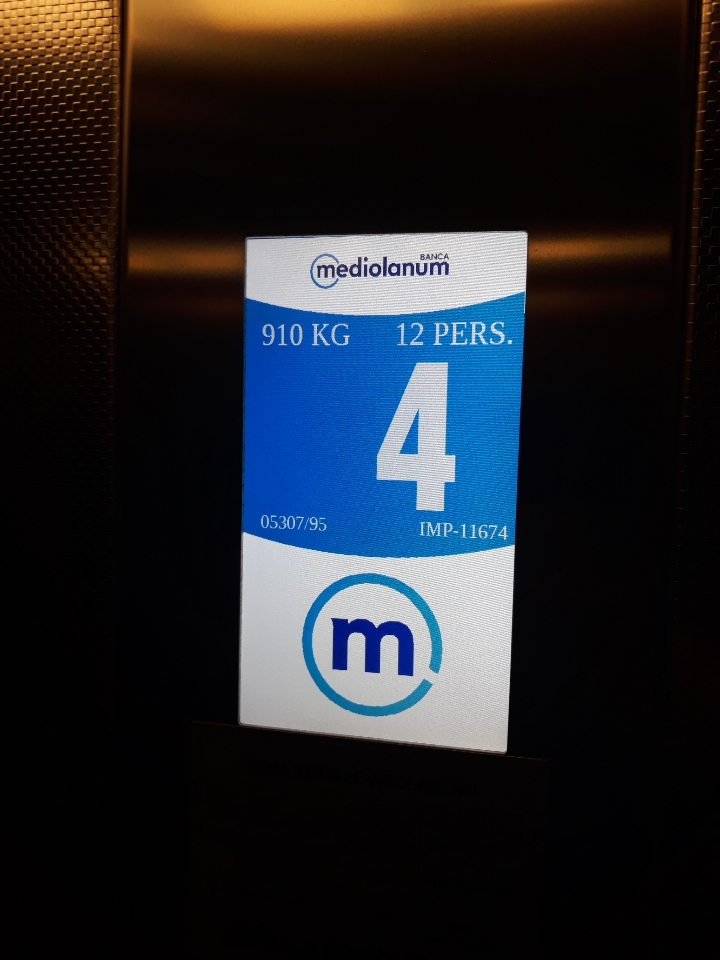 mediolanum BANCA
910 KG 12 PERS.
4
05307/95 IMP-11674
m